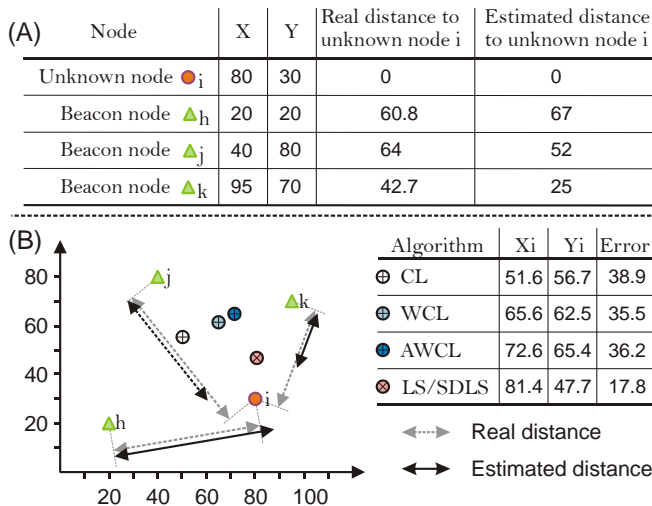 (A) Node X Y Real distance to unknown node i Estimated distance to unknown node i
Unknown node i 80 30 0 0
Beacon node h 20 20 60.8 67
Beacon node j 40 80 64 52
Beacon node k 95 70 42.7 25
(B)
80
60
40
20
20 40 60 80 100
j
k
i
h
Algorithm Xi Yi Error
CL 51.6 56.7 38.9
WCL 65.6 62.5 35.5
AWCL 72.6 65.4 36.2
LS/SDLS 81.4 47.7 17.8
Real distance
Estimated distance